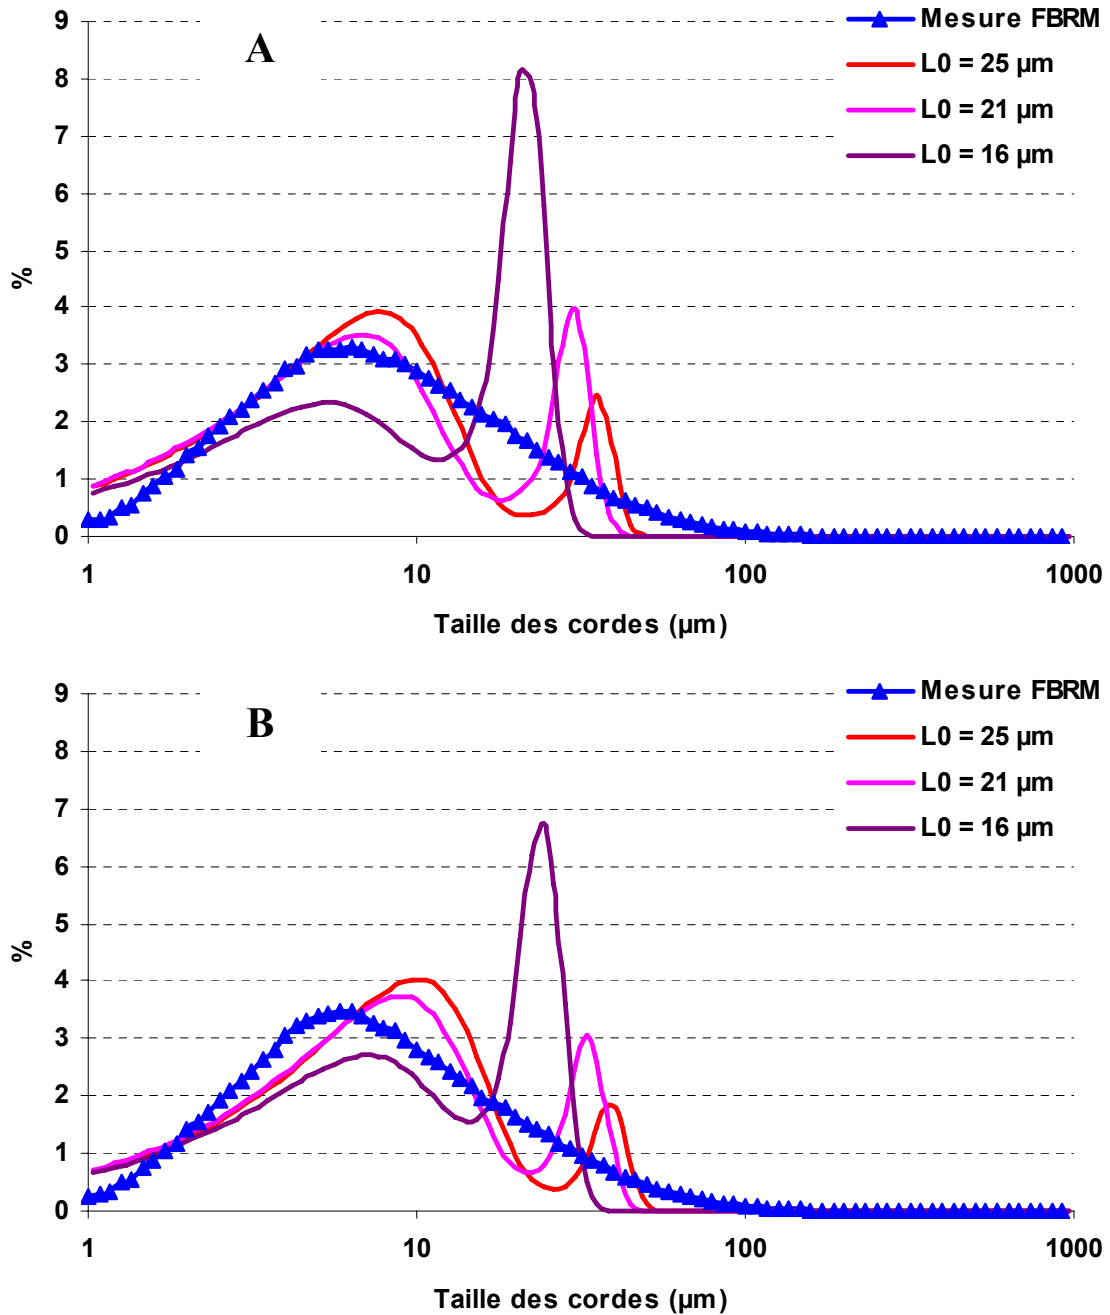 A
Mesure FBRM
L0 = 25 µm
L0 = 21 µm
L0 = 16 µm
9
8
7
6
5
4
3
2
1
0
%
1 10 100 1000
Taille des cordes (µm)
B
Mesure FBRM
L0 = 25 µm
L0 = 21 µm
L0 = 16 µm
9
8
7
6
5
4
3
2
1
0
%
1 10 100 1000
Taille des cordes (µm)